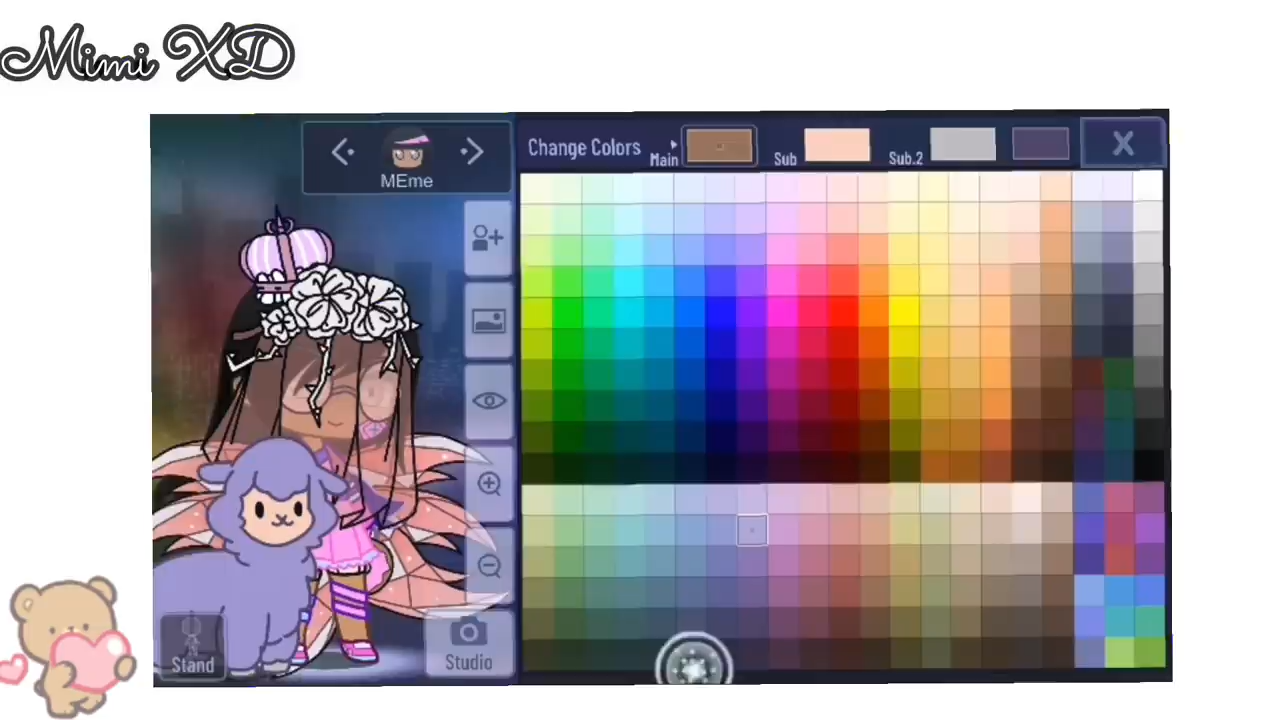 Mimi XD
Change Colors
Main
Sub
Sub.2
X
MEme
Stand
Studio